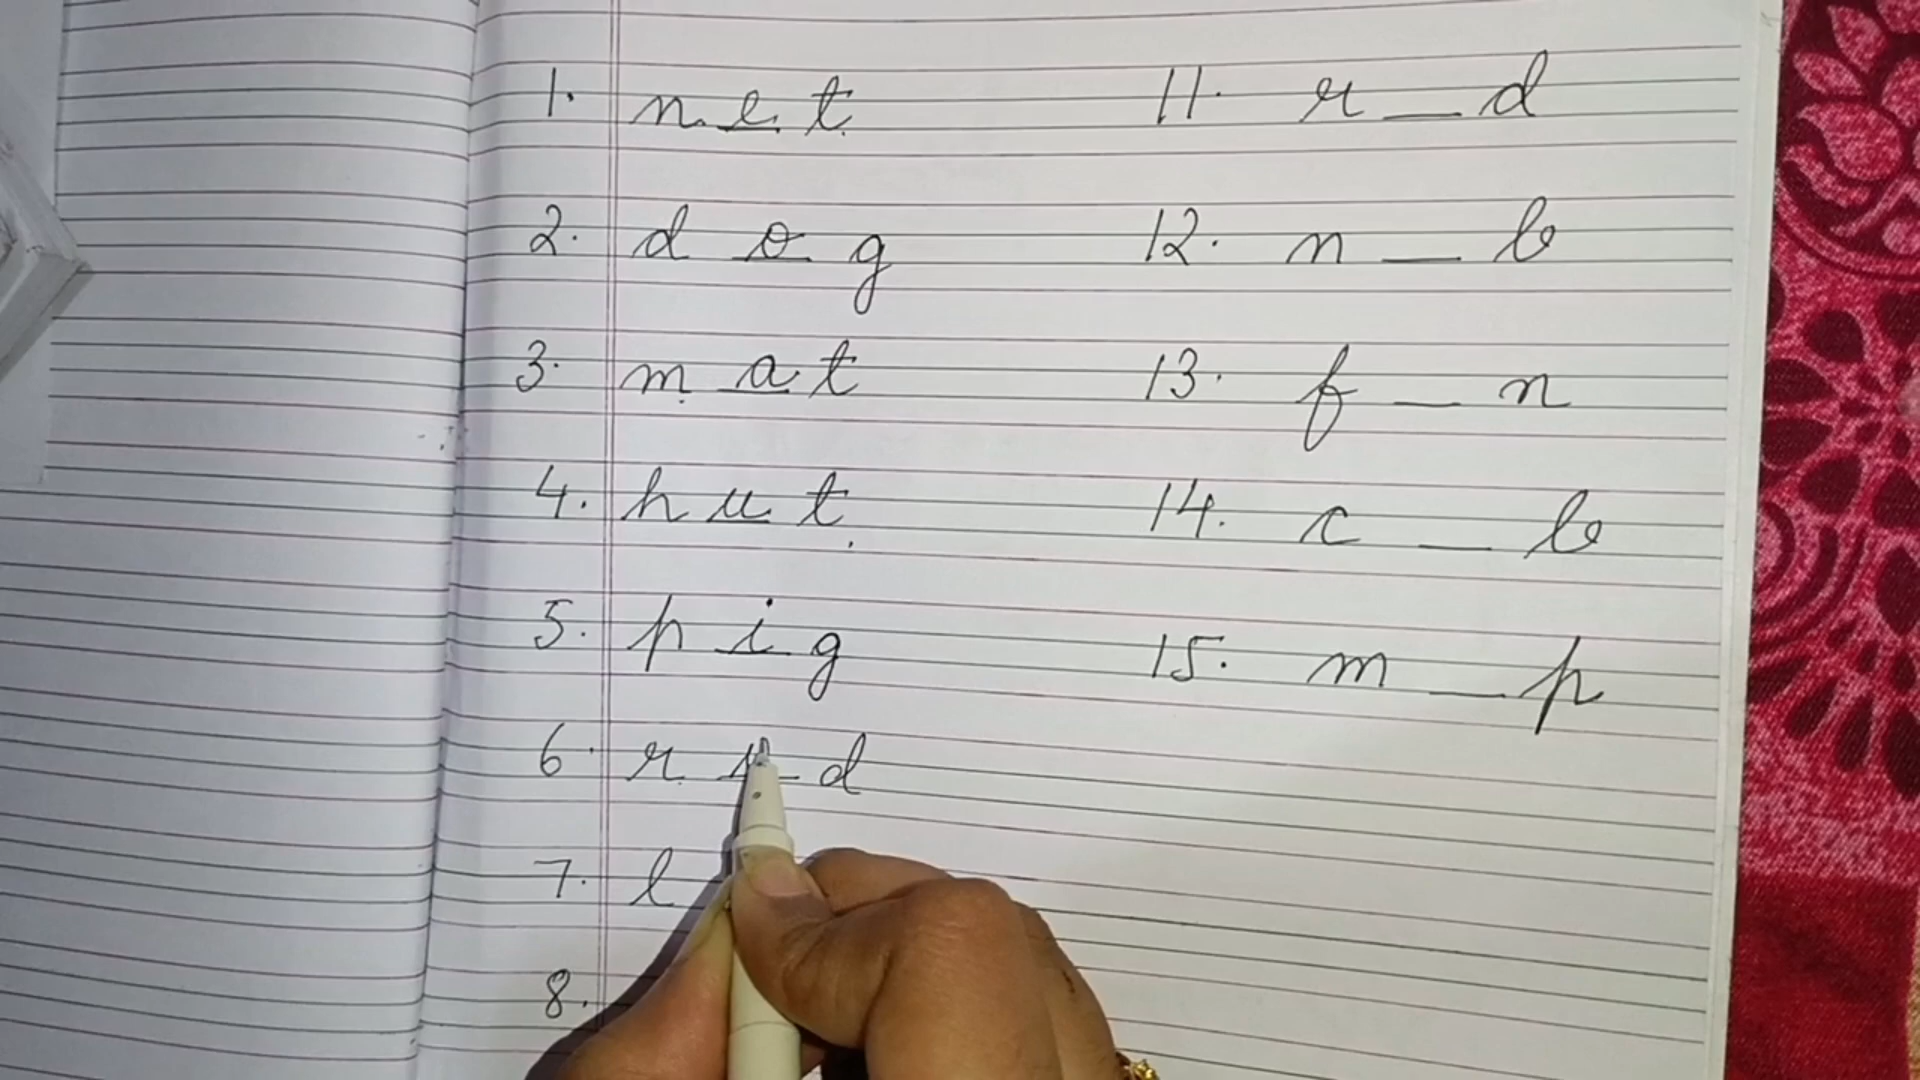 1. net
2. dog
3. mat
4. hut
5. pig
6. r d
7. l
8.
11. r _ d
12. n _ b
13. f _ n
14. c _ b
15. m _ p